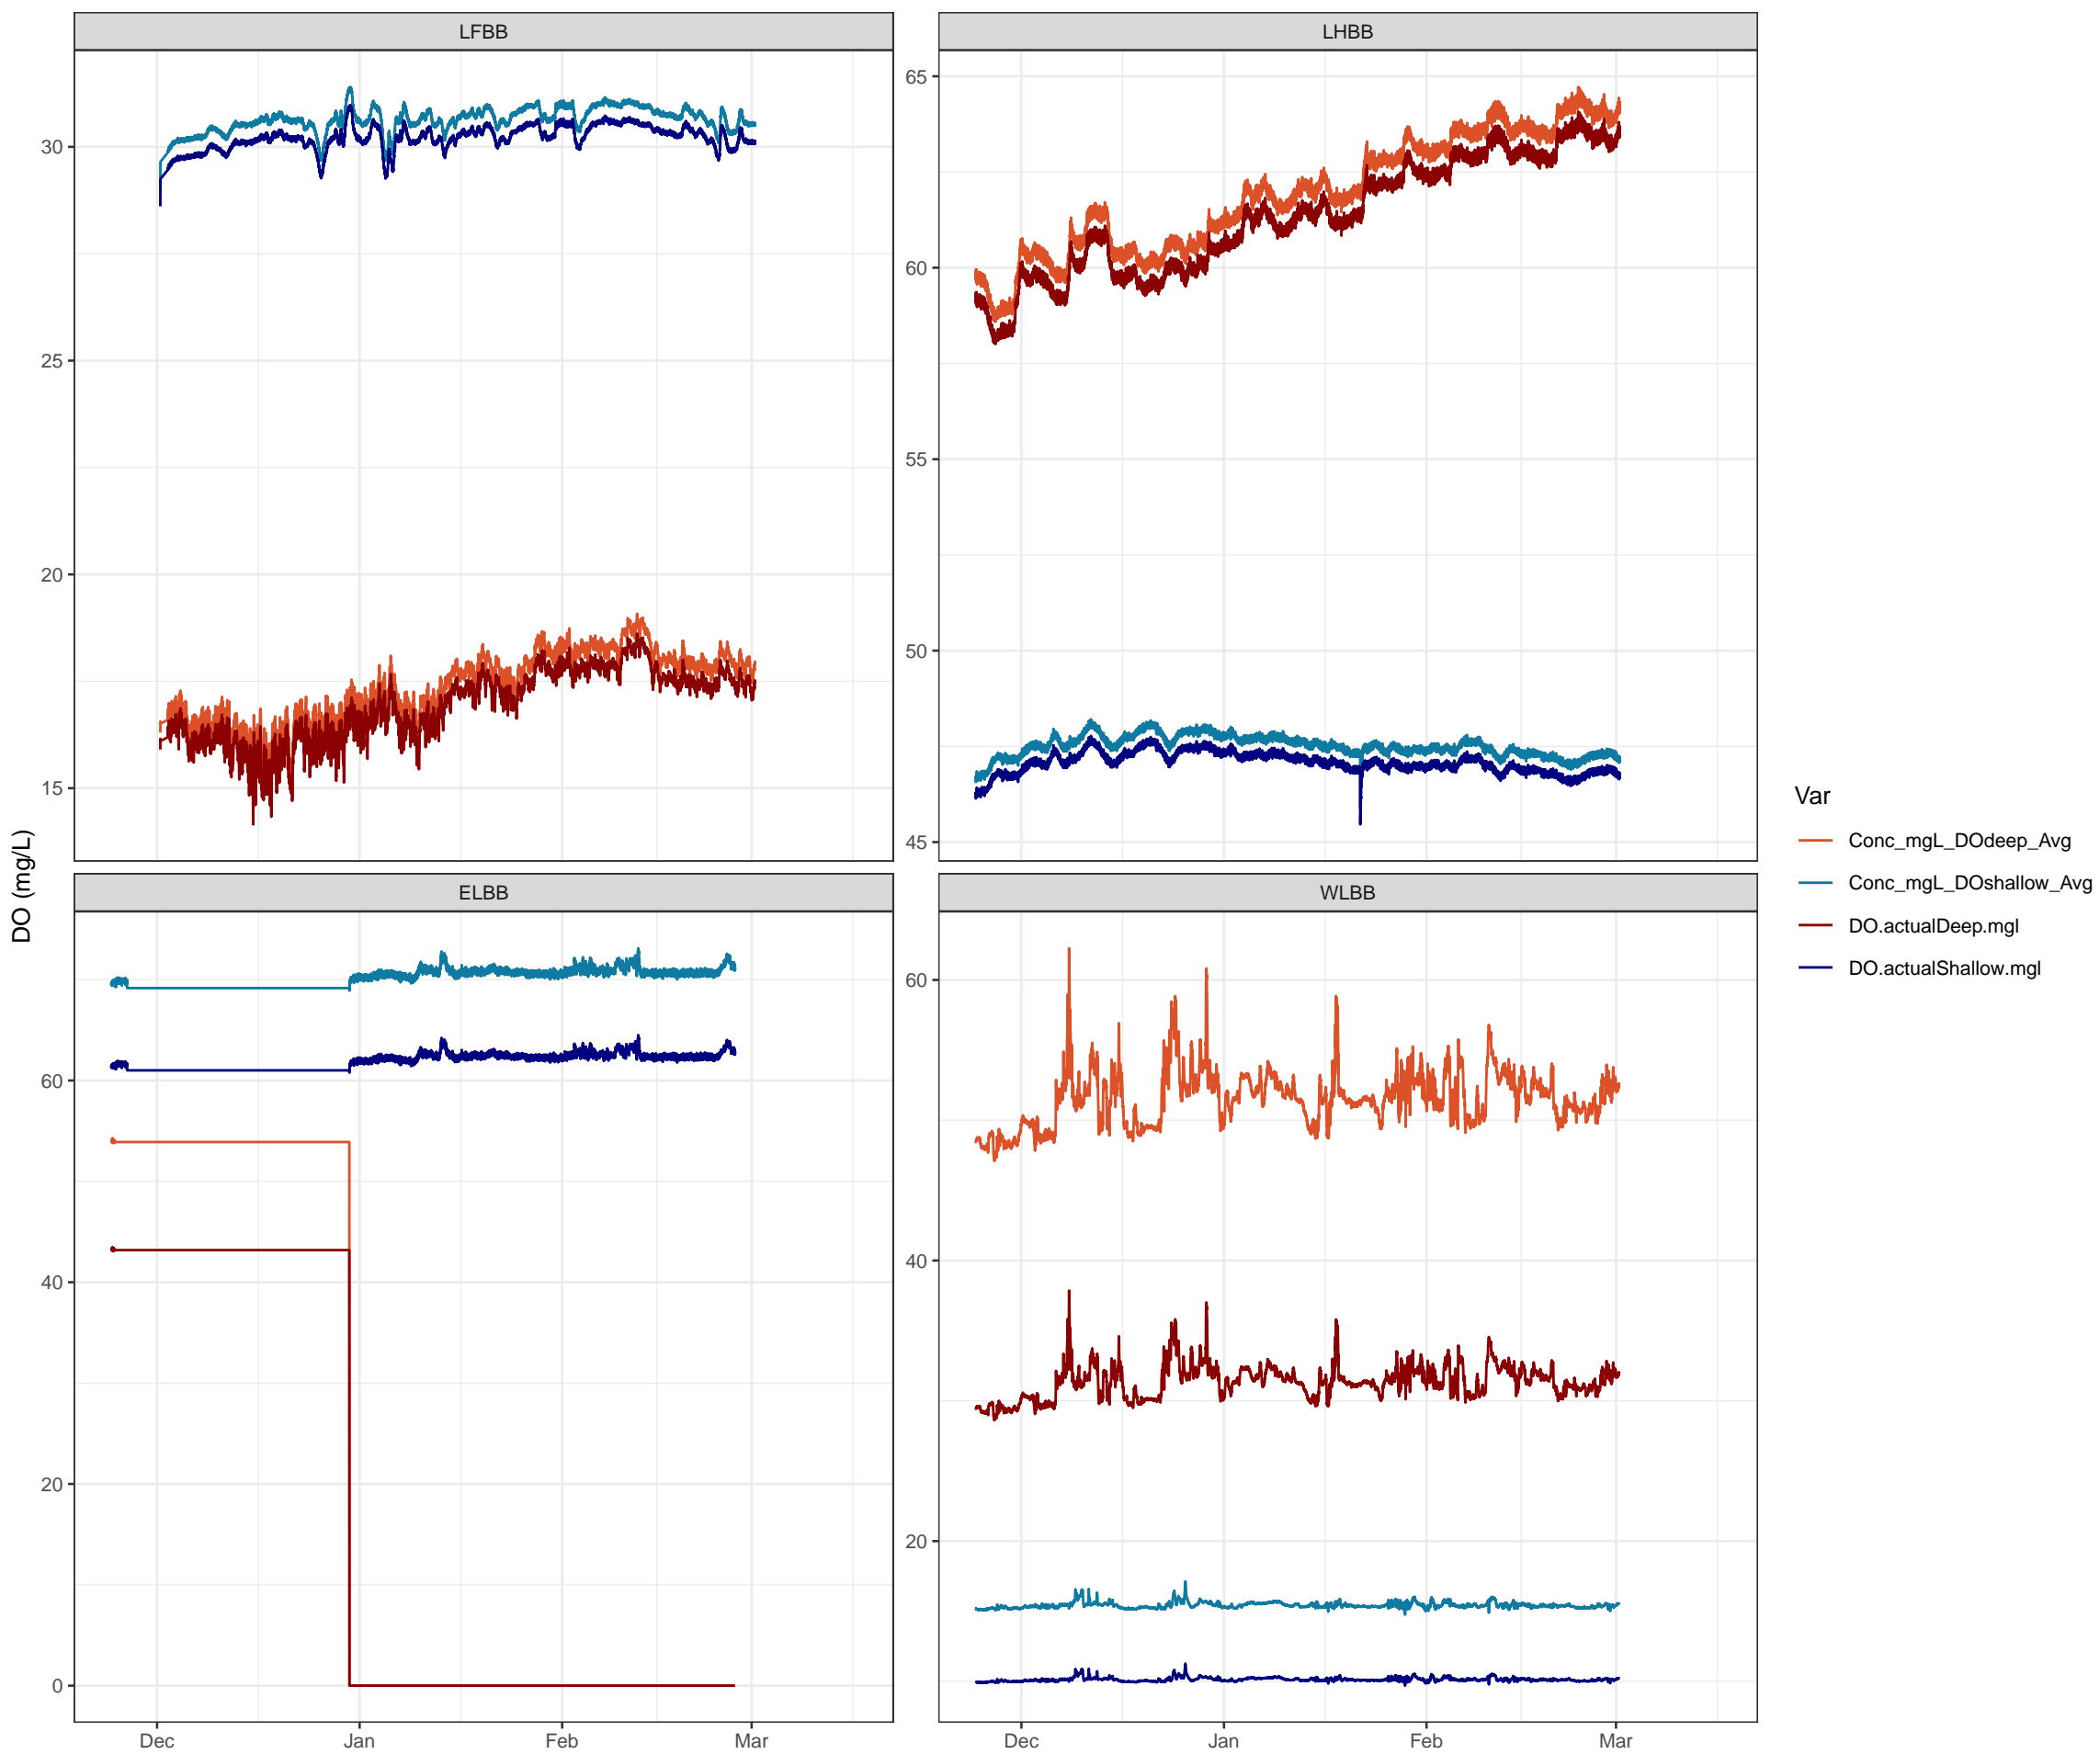 LFBB
LHBB
30
25
20
15
65
60
55
50
45
DO (mg/L)
ELBB
WLBB
60
40
20
0
60
40
20
Dec
Jan
Feb
Mar
Dec
Jan
Feb
Mar
Var
Conc_mgL_DOdeep_Avg
Conc_mgL_DOshallow_Avg
DO.actualDeep.mgl
DO.actualShallow.mgl